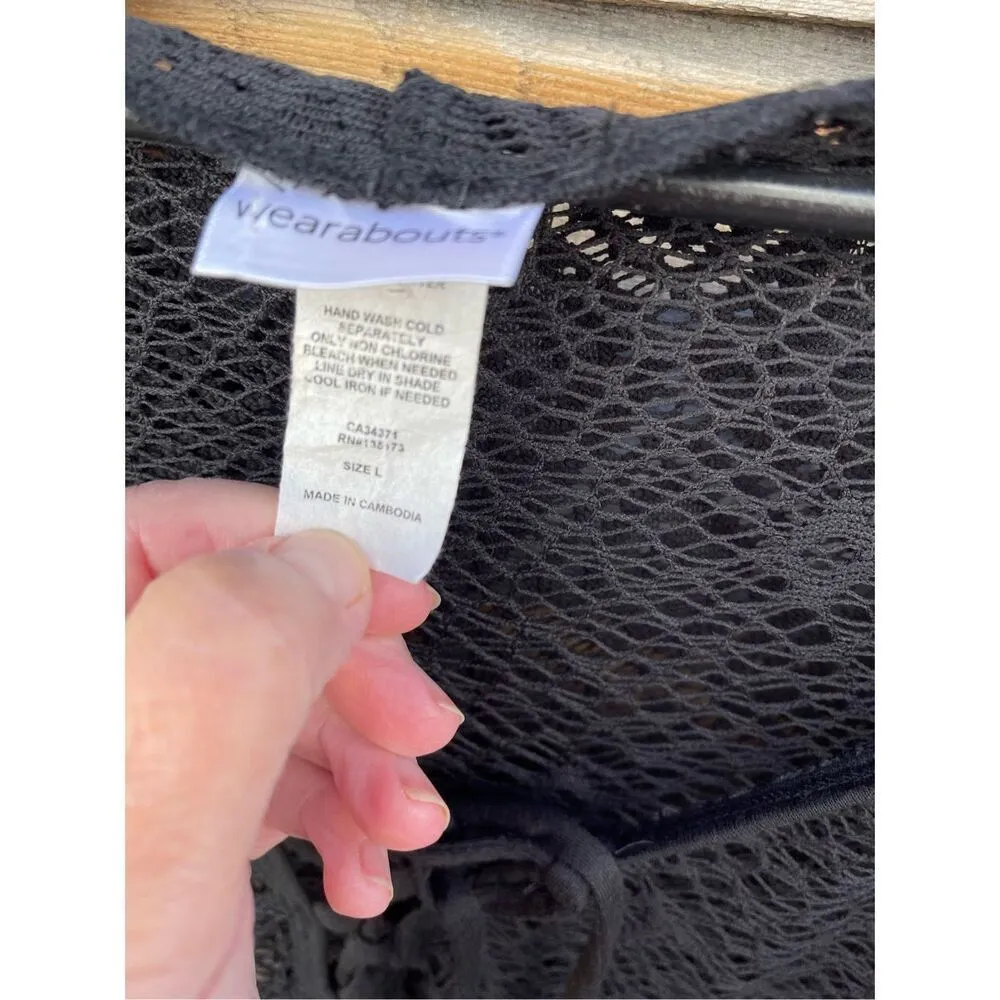 Wearabouts®
HAND WASH COLD
SEPARATELY
ONLY NON CHLORINE
BLEACH WHEN NEEDED
LINE DRY IN SHADE
COOL IRON IF NEEDED
CA34371
SIZE L
MADE IN CAMBODIA